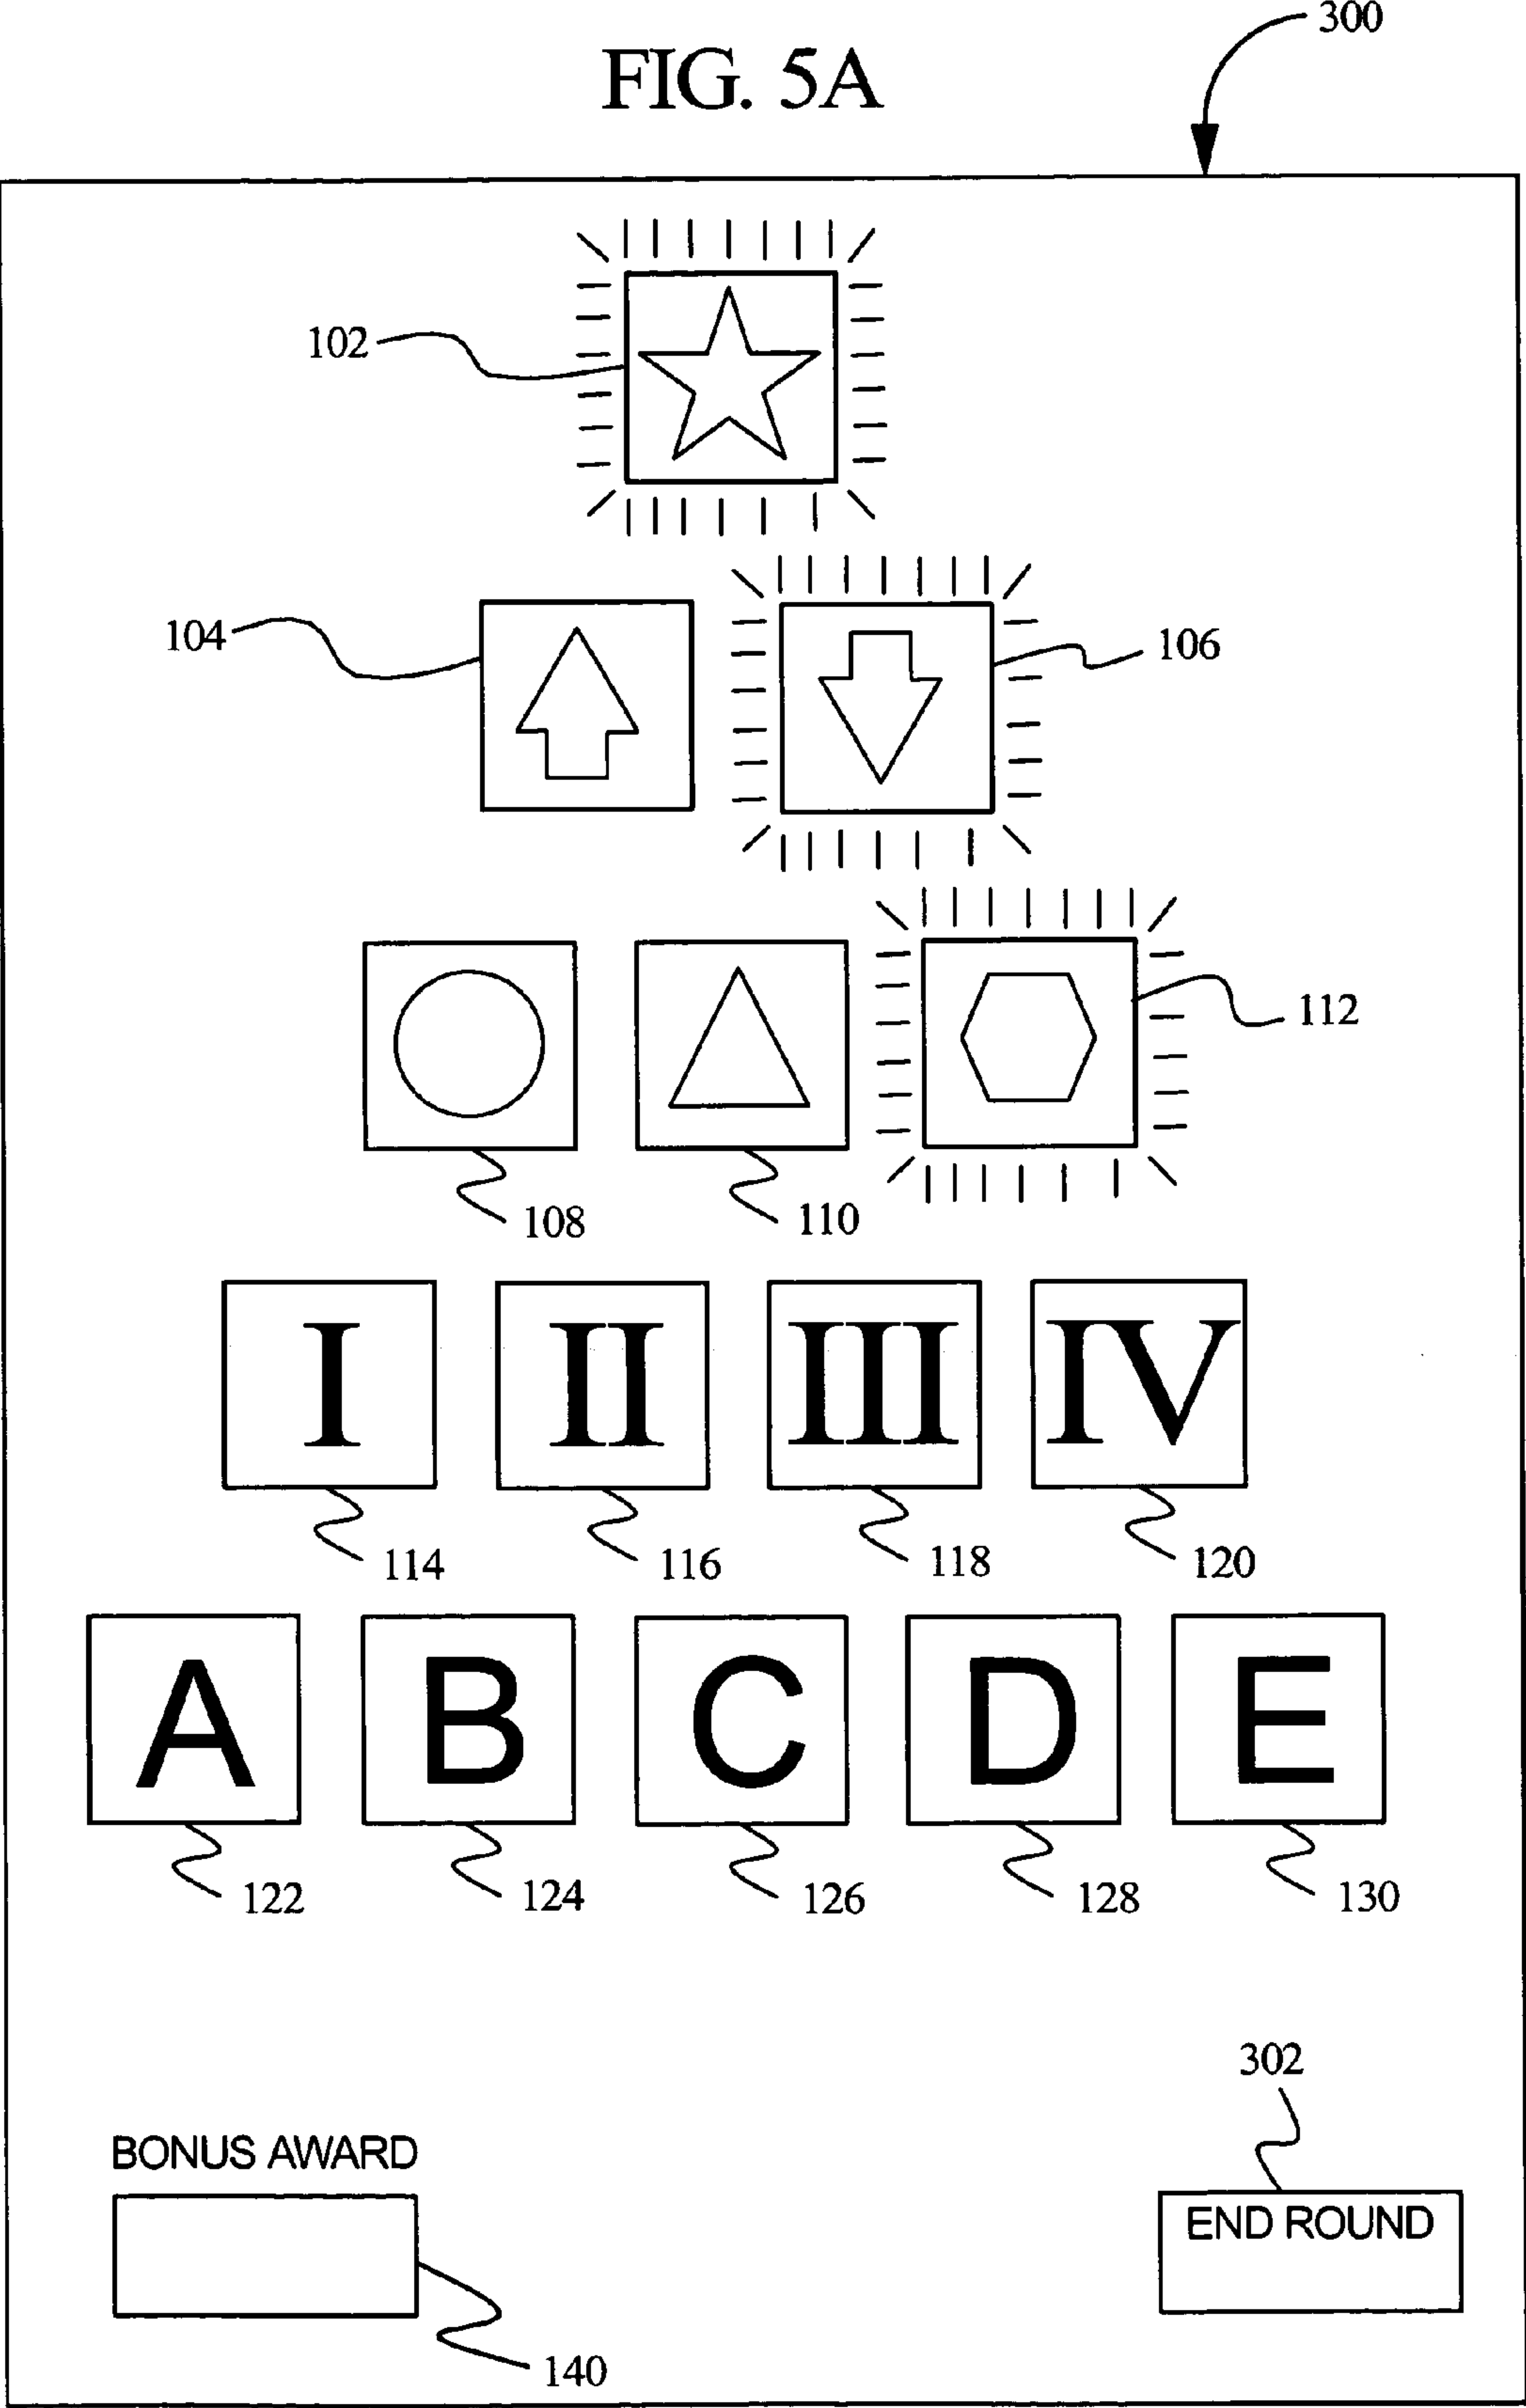 300
FIG. 5A
102
104
106
112
108
110
I II III IV
114 116 118 120
A B C D E
122 124 126 128 130
302
BONUS AWARD
END ROUND
140